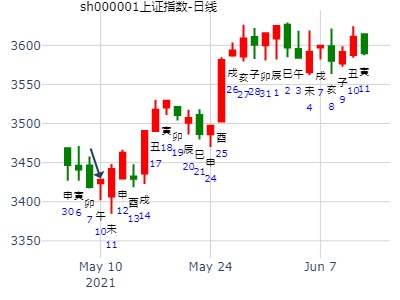 sh000001上证指数-日线
3600
3550
3500
3450
3400
3350
申 寅 卯 午 未 申 酉 戌 丑 寅 卯 辰 巳 申 酉 戌 亥 子 卯 辰 巳 午 未 戌 亥 子 丑 寅
30 6 7 10 11 12 13 14 17 18 19 20 21 24 25 26 27 28 31 1 2 3 4 7 8 9 10 11
May 10 May 24 Jun 7
2021